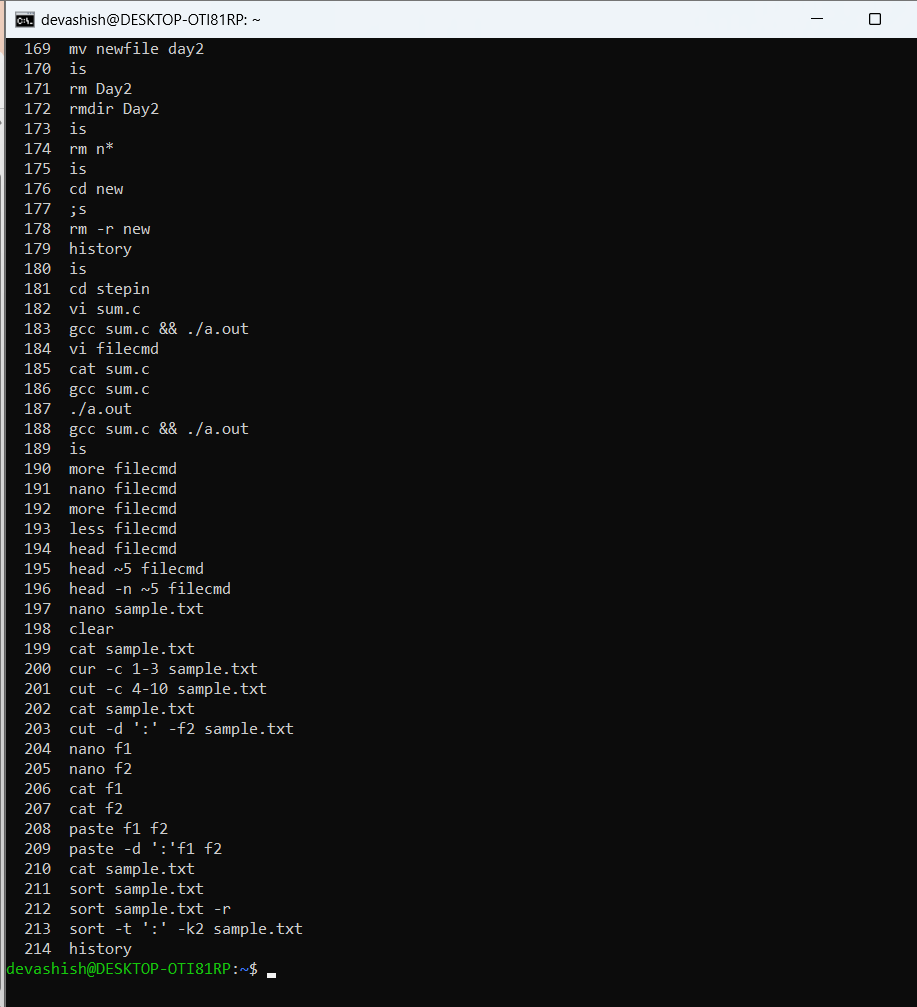 devashish@DESKTOP-OTI81RP: ~
169 mv newfile day2
170 is
171 rm Day2
172 rmdir Day2
173 is
174 rm n*
175 is
176 cd new
177 ;s
178 rm -r new
179 history
180 is
181 cd stepin
182 vi sum.c
183 gcc sum.c && ./a.out
184 vi filecmd
185 cat sum.c
186 gcc sum.c
187 ./a.out
188 gcc sum.c && ./a.out
189 is
190 more filecmd
191 nano filecmd
192 more filecmd
193 less filecmd
194 head filecmd
195 head ~5 filecmd
196 head -n ~5 filecmd
197 nano sample.txt
198 clear
199 cat sample.txt
200 cur -c 1-3 sample.txt
201 cut -c 4-10 sample.txt
202 cat sample.txt
203 cut -d ':' -f2 sample.txt
204 nano f1
205 nano f2
206 cat f1
207 cat f2
208 paste f1 f2
209 paste -d ':'f1 f2
210 cat sample.txt
211 sort sample.txt
212 sort sample.txt -r
213 sort -t ':' -k2 sample.txt
214 history
devashish@DESKTOP-OTI81RP:~$